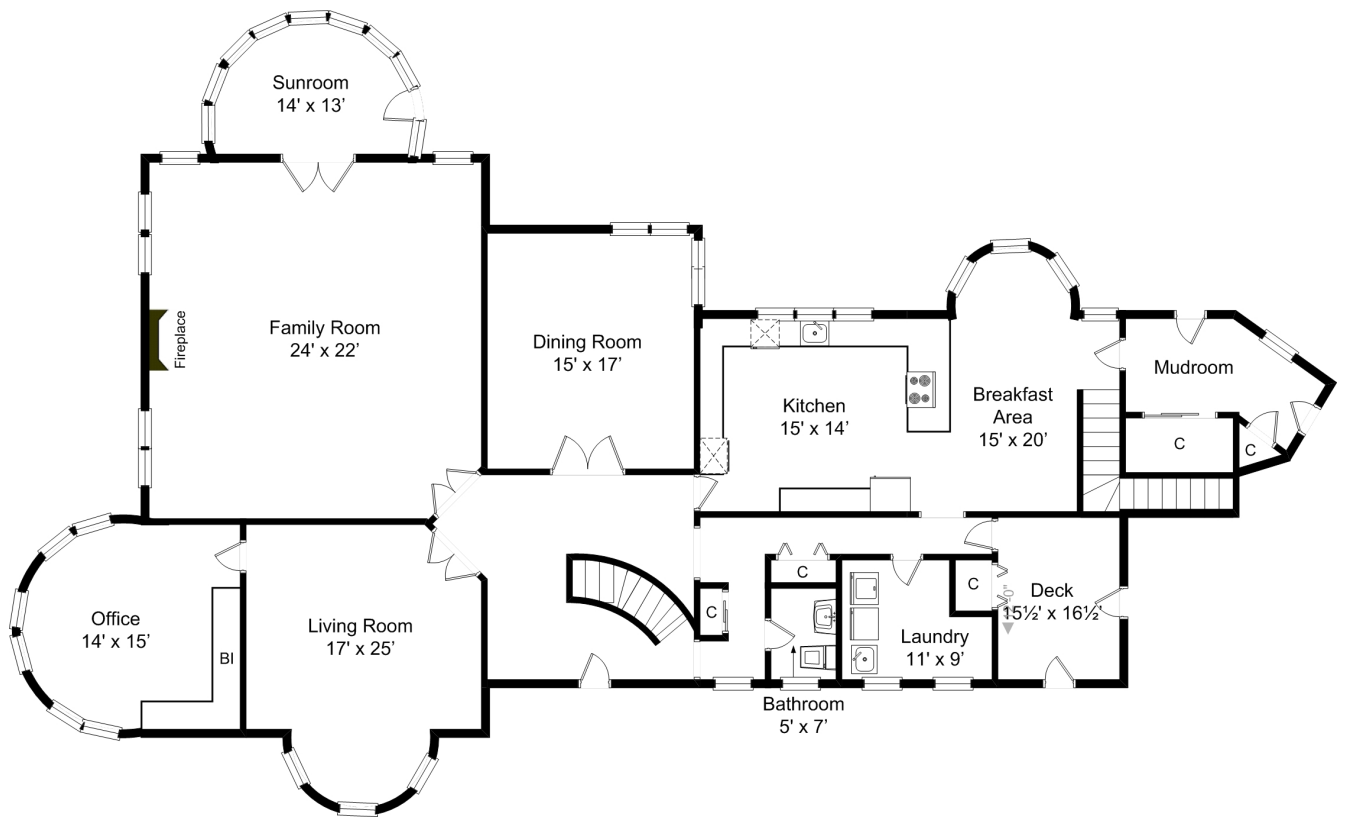 Sunroom
14' x 13’
Fireplace
Family Room
24' x 22’
Dining Room
15' x 17’
Mudroom
Kitchen
15' x 14’
Breakfast
Area
15' x 20’
C
C
Office
14' x 15’
BI
Living Room
17' x 25’
C
C
C
Deck
15½' x 16½'
Laundry
11' x 9’
Bathroom
5' x 7’